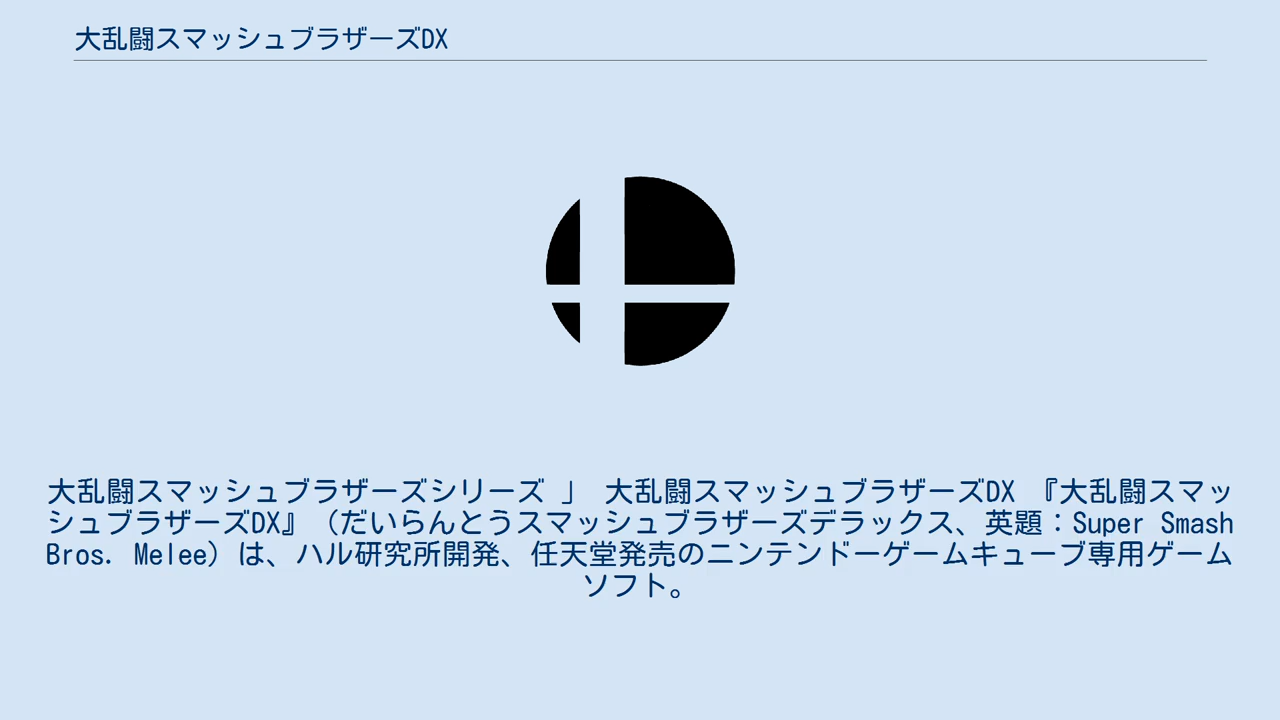 大乱闘スマッシュブラザーズDX
大乱闘スマッシュブラザーズシリーズ 」 大乱闘スマッシュブラザーズDX 『大乱闘スマッ
シュブラザーズDX』（だいらんとうスマッシュブラザーズデラックス、英題：Super Smash
Bros. Melee）は、ハル研究所開発、任天堂発売のニンテンドーゲームキューブ専用ゲーム
ソフト。